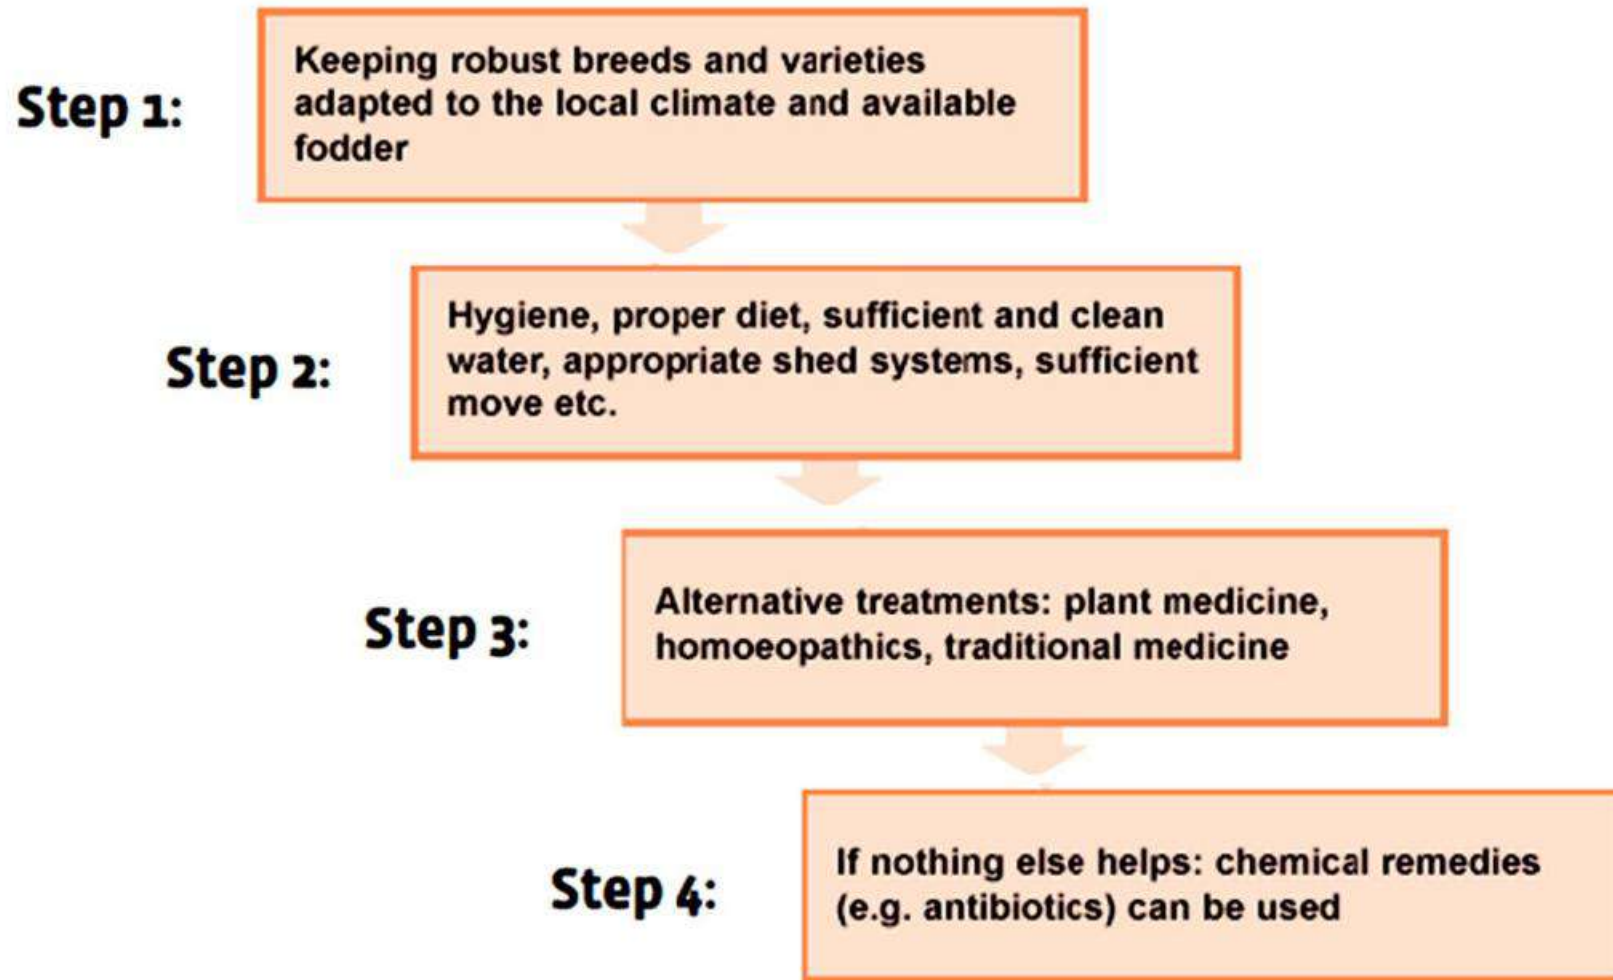 Step 1:
Keeping robust breeds and varieties
adapted to the local climate and available
fodder
Step 2:
Hygiene, proper diet, sufficient and clean
water, appropriate shed systems, sufficient
move etc.
Step 3:
Alternative treatments: plant medicine,
homoeopathics, traditional medicine
Step 4:
If nothing else helps: chemical remedies
(e.g. antibiotics) can be used